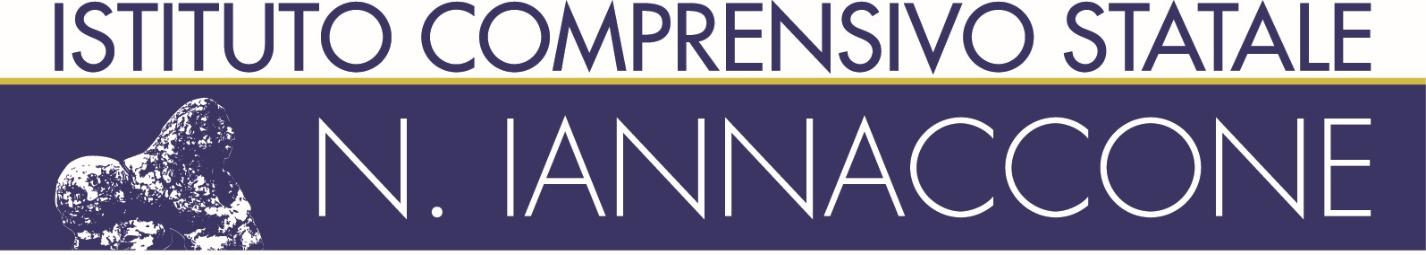 ISTITUTO COMPRENSIVO STATALE
N. IANNACCONE